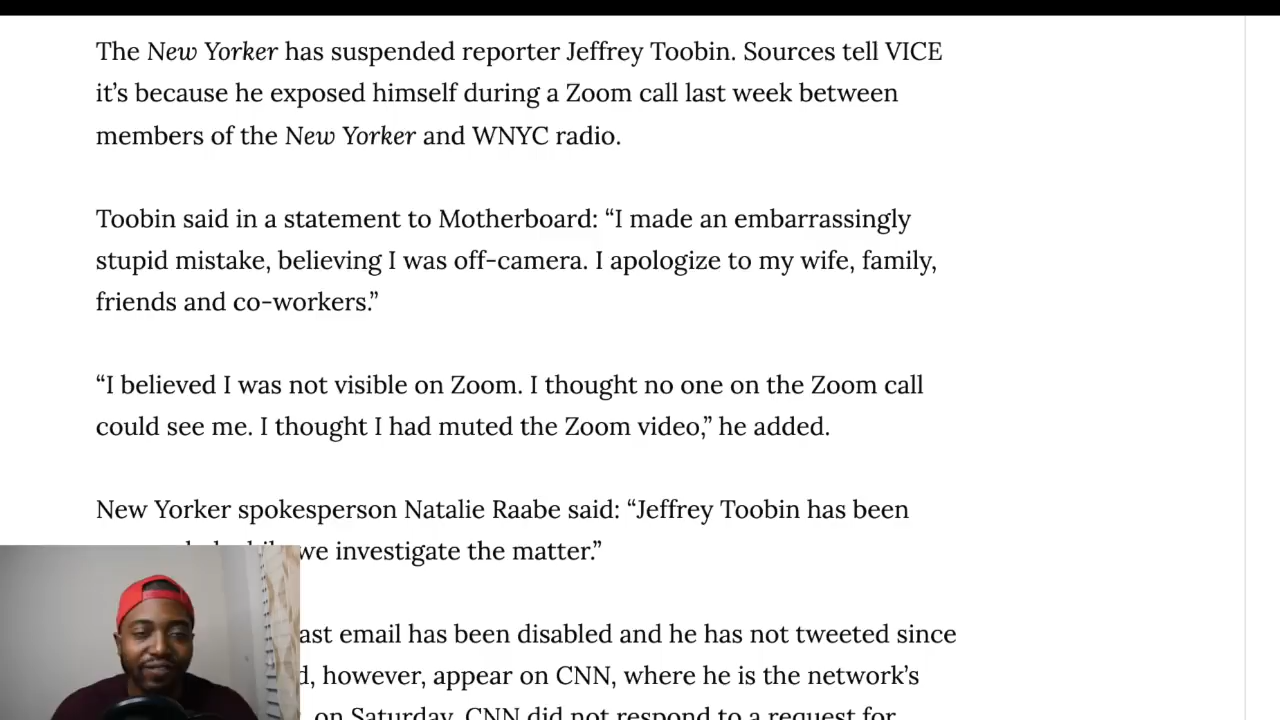 The New Yorker has suspended reporter Jeffrey Toobin. Sources tell VICE
it’s because he exposed himself during a Zoom call last week between
members of the New Yorker and WNYC radio.
Toobin said in a statement to Motherboard: “I made an embarrassingly
stupid mistake, believing I was off-camera. I apologize to my wife, family,
friends and co-workers.”
“I believed I was not visible on Zoom. I thought no one on the Zoom call
could see me. I thought I had muted the Zoom video,” he added.
New Yorker spokesperson Natalie Raabe said: “Jeffrey Toobin has been
we investigate the matter.”
email has been disabled and he has not tweeted since
however, appear on CNN, where he is the network’s
on Saturday. CNN did not respond to a request for